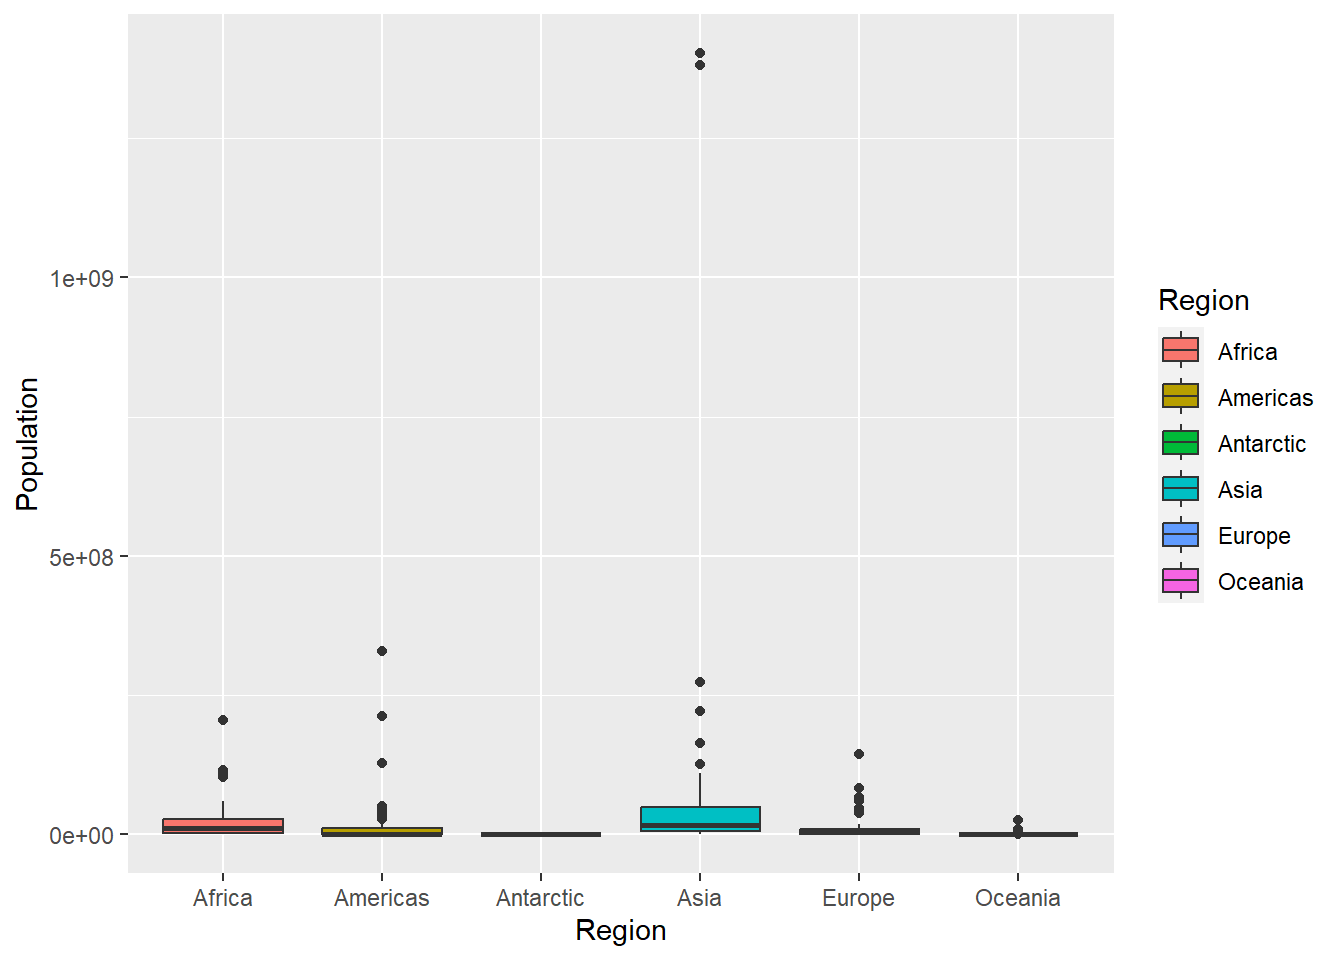 Population
1e+09
5e+08
0e+00
Africa
Americas
Antarctic
Asia
Europe
Oceania
Region
Region
Africa
Americas
Antarctic
Asia
Europe
Oceania